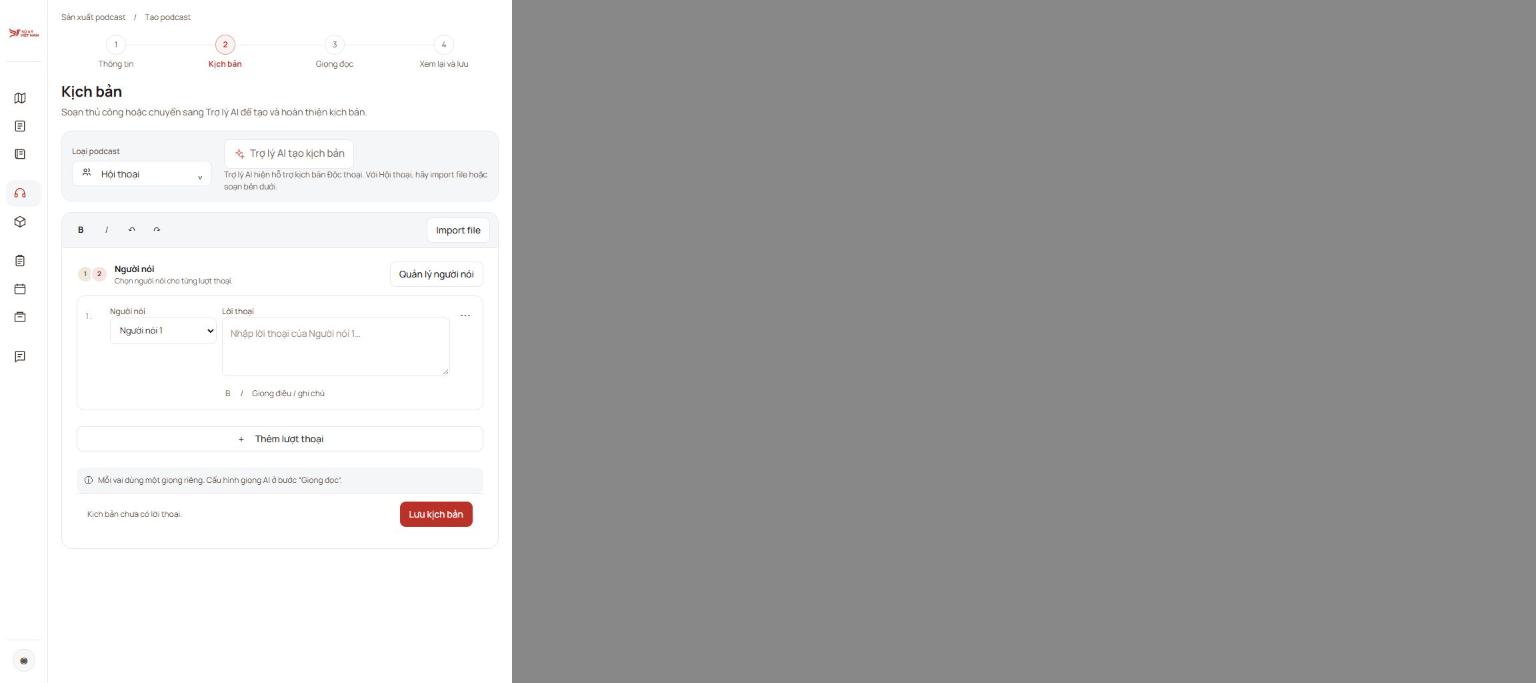 SỬ KÝ
VIỆT NAM
Sản xuất podcast / Tạo podcast
1 2 3 4
Thông tin Kịch bản Giọng đọc Xem lại và lưu
Kịch bản
Soạn thủ công hoặc chuyển sang Trợ lý AI để tạo và hoàn thiện kịch bản.
Loại podcast
Trợ lý AI tạo kịch bản
Hội thoại
Trợ lý AI hiện hỗ trợ kịch bản Độc thoại. Với Hội thoại, hãy import file hoặc
soạn bên dưới.
B I Import file
1 2 Người nói
Chọn người nói cho từng lượt thoại.
Quản lý người nói
1. Người nói Lời thoại ...
Người nói 1
Nhập lời thoại của Người nói 1...
B I Giọng điệu / ghi chú
+ Thêm lượt thoại
Mỗi vai dùng một giọng riêng. Cấu hình giọng AI ở bước "Giọng đọc".
Kịch bản chưa có lời thoại.
Lưu kịch bản